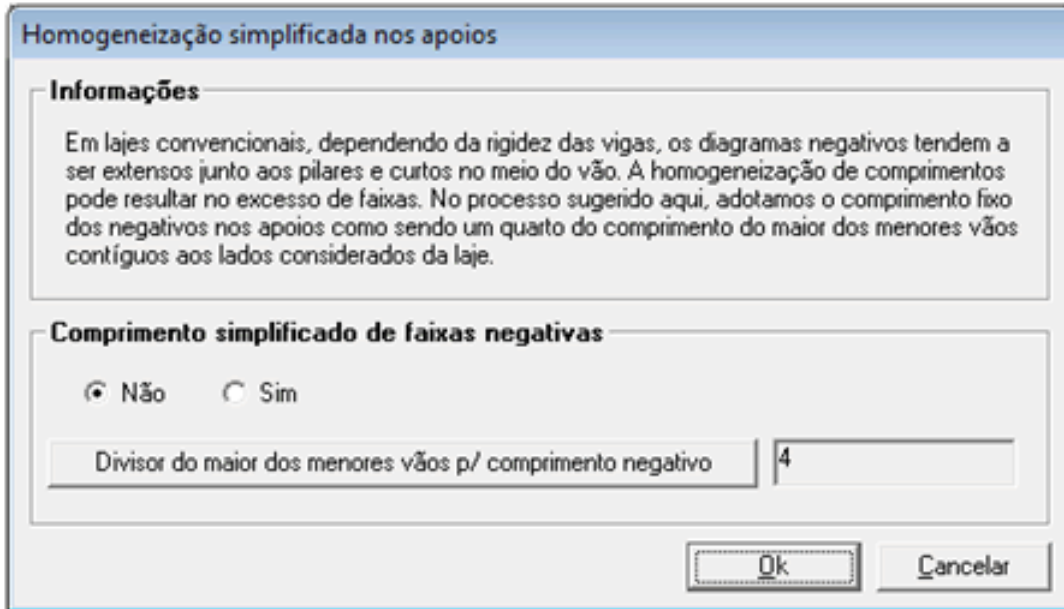 Homogeneização simplificada nos apoios
Informações
Em lajes convencionais, dependendo da rigidez das vigas, os diagramas negativos tendem a
ser extensos junto aos pilares e curtos no meio do vão. A homogeneização de comprimentos
pode resultar no excesso de faixas. No processo sugerido aqui, adotamos o comprimento fixo
dos negativos nos apoios como sendo um quarto do comprimento do maior dos menores vãos
contíguos aos lados considerados da laje.
Comprimento simplificado de faixas negativas
Não Sim
Divisor do maior dos menores vãos p/ comprimento negativo 4
Ok Cancelar